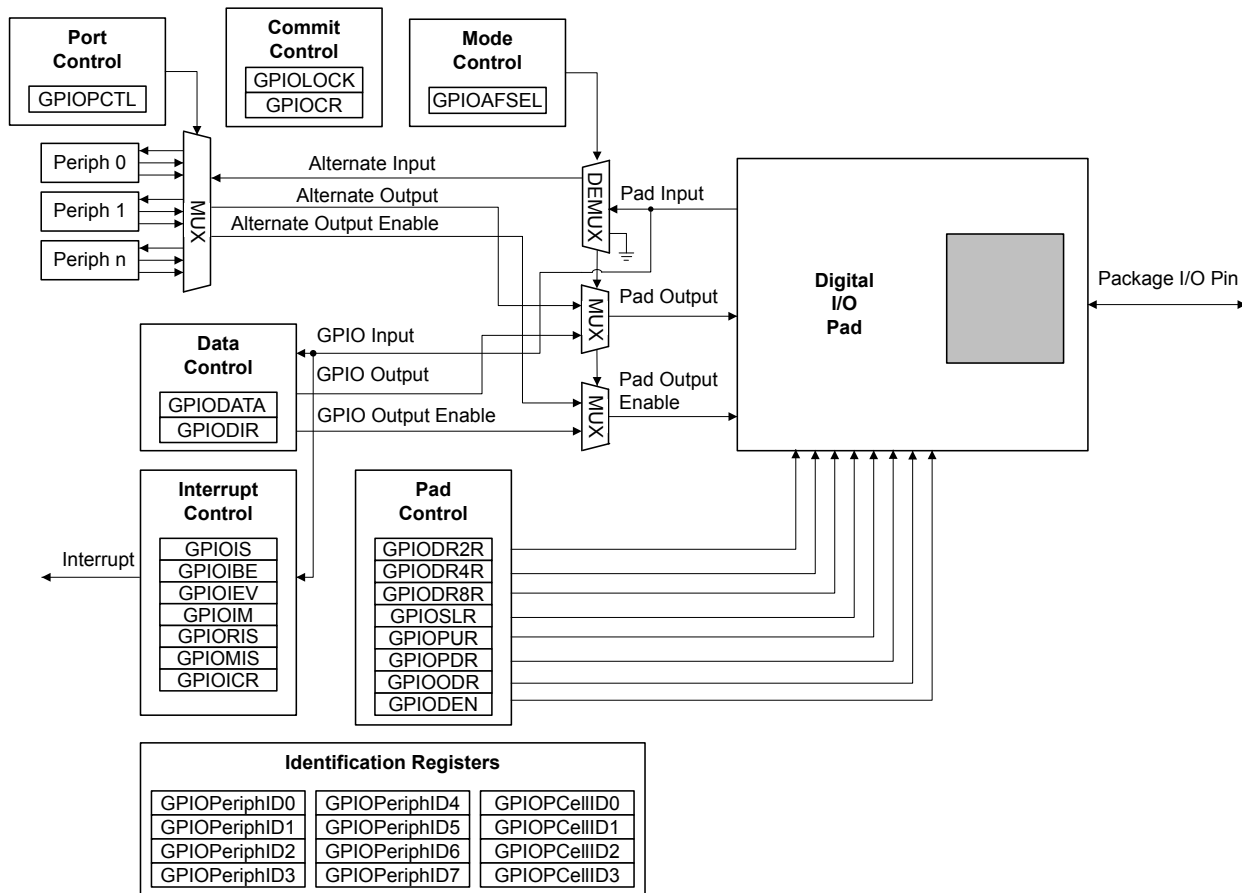 Port
Control
GPIOPCTL
Commit
Control
GPIOLOCK
GPIOCR
Mode
Control
GPIOAFSEL
Periph 0
Periph 1
Periph n
MUX
Alternate Input
Alternate Output
Alternate Output Enable
DEMUX
Pad Input
MUX
Pad Output
MUX
Pad Output
Enable
Digital
I/O
Pad
Package I/O Pin
Data
Control
GPIODATA
GPIODIR
GPIO Input
GPIO Output
GPIO Output Enable
Interrupt
Control
GPIOIS
GPIOIBE
GPIOIEV
GPIOIM
GPIORIS
GPIOMIS
GPIOICR
Interrupt
Pad
Control
GPIODR2R
GPIODR4R
GPIODR8R
GPIOSLR
GPIOPUR
GPIOPDR
GPIOODR
GPIODEN
Identification Registers
GPIOPeriphID0
GPIOPeriphID1
GPIOPeriphID2
GPIOPeriphID3
GPIOPeriphID4
GPIOPeriphID5
GPIOPeriphID6
GPIOPeriphID7
GPIOPCellID0
GPIOPCellID1
GPIOPCellID2
GPIOPCellID3